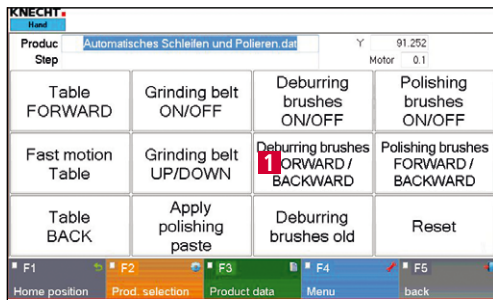 KNECHT
Hand
Produc Automatisches Schleifen und Polieren.dat Y 91.252
Step Motor 0.1
Table FORWARD
Grinding belt ON/OFF
Deburring brushes ON/OFF
Polishing brushes ON/OFF
Fast motion Table
Grinding belt UP/DOWN
Deburring brushes 1 ORWARD / BACKWARD
Polishing brushes FORWARD / BACKWARD
Table BACK
Apply polishing paste
Deburring brushes old
Reset
F1 F2 F3 F4 F5
Home position Prod. selection Product data Menu back